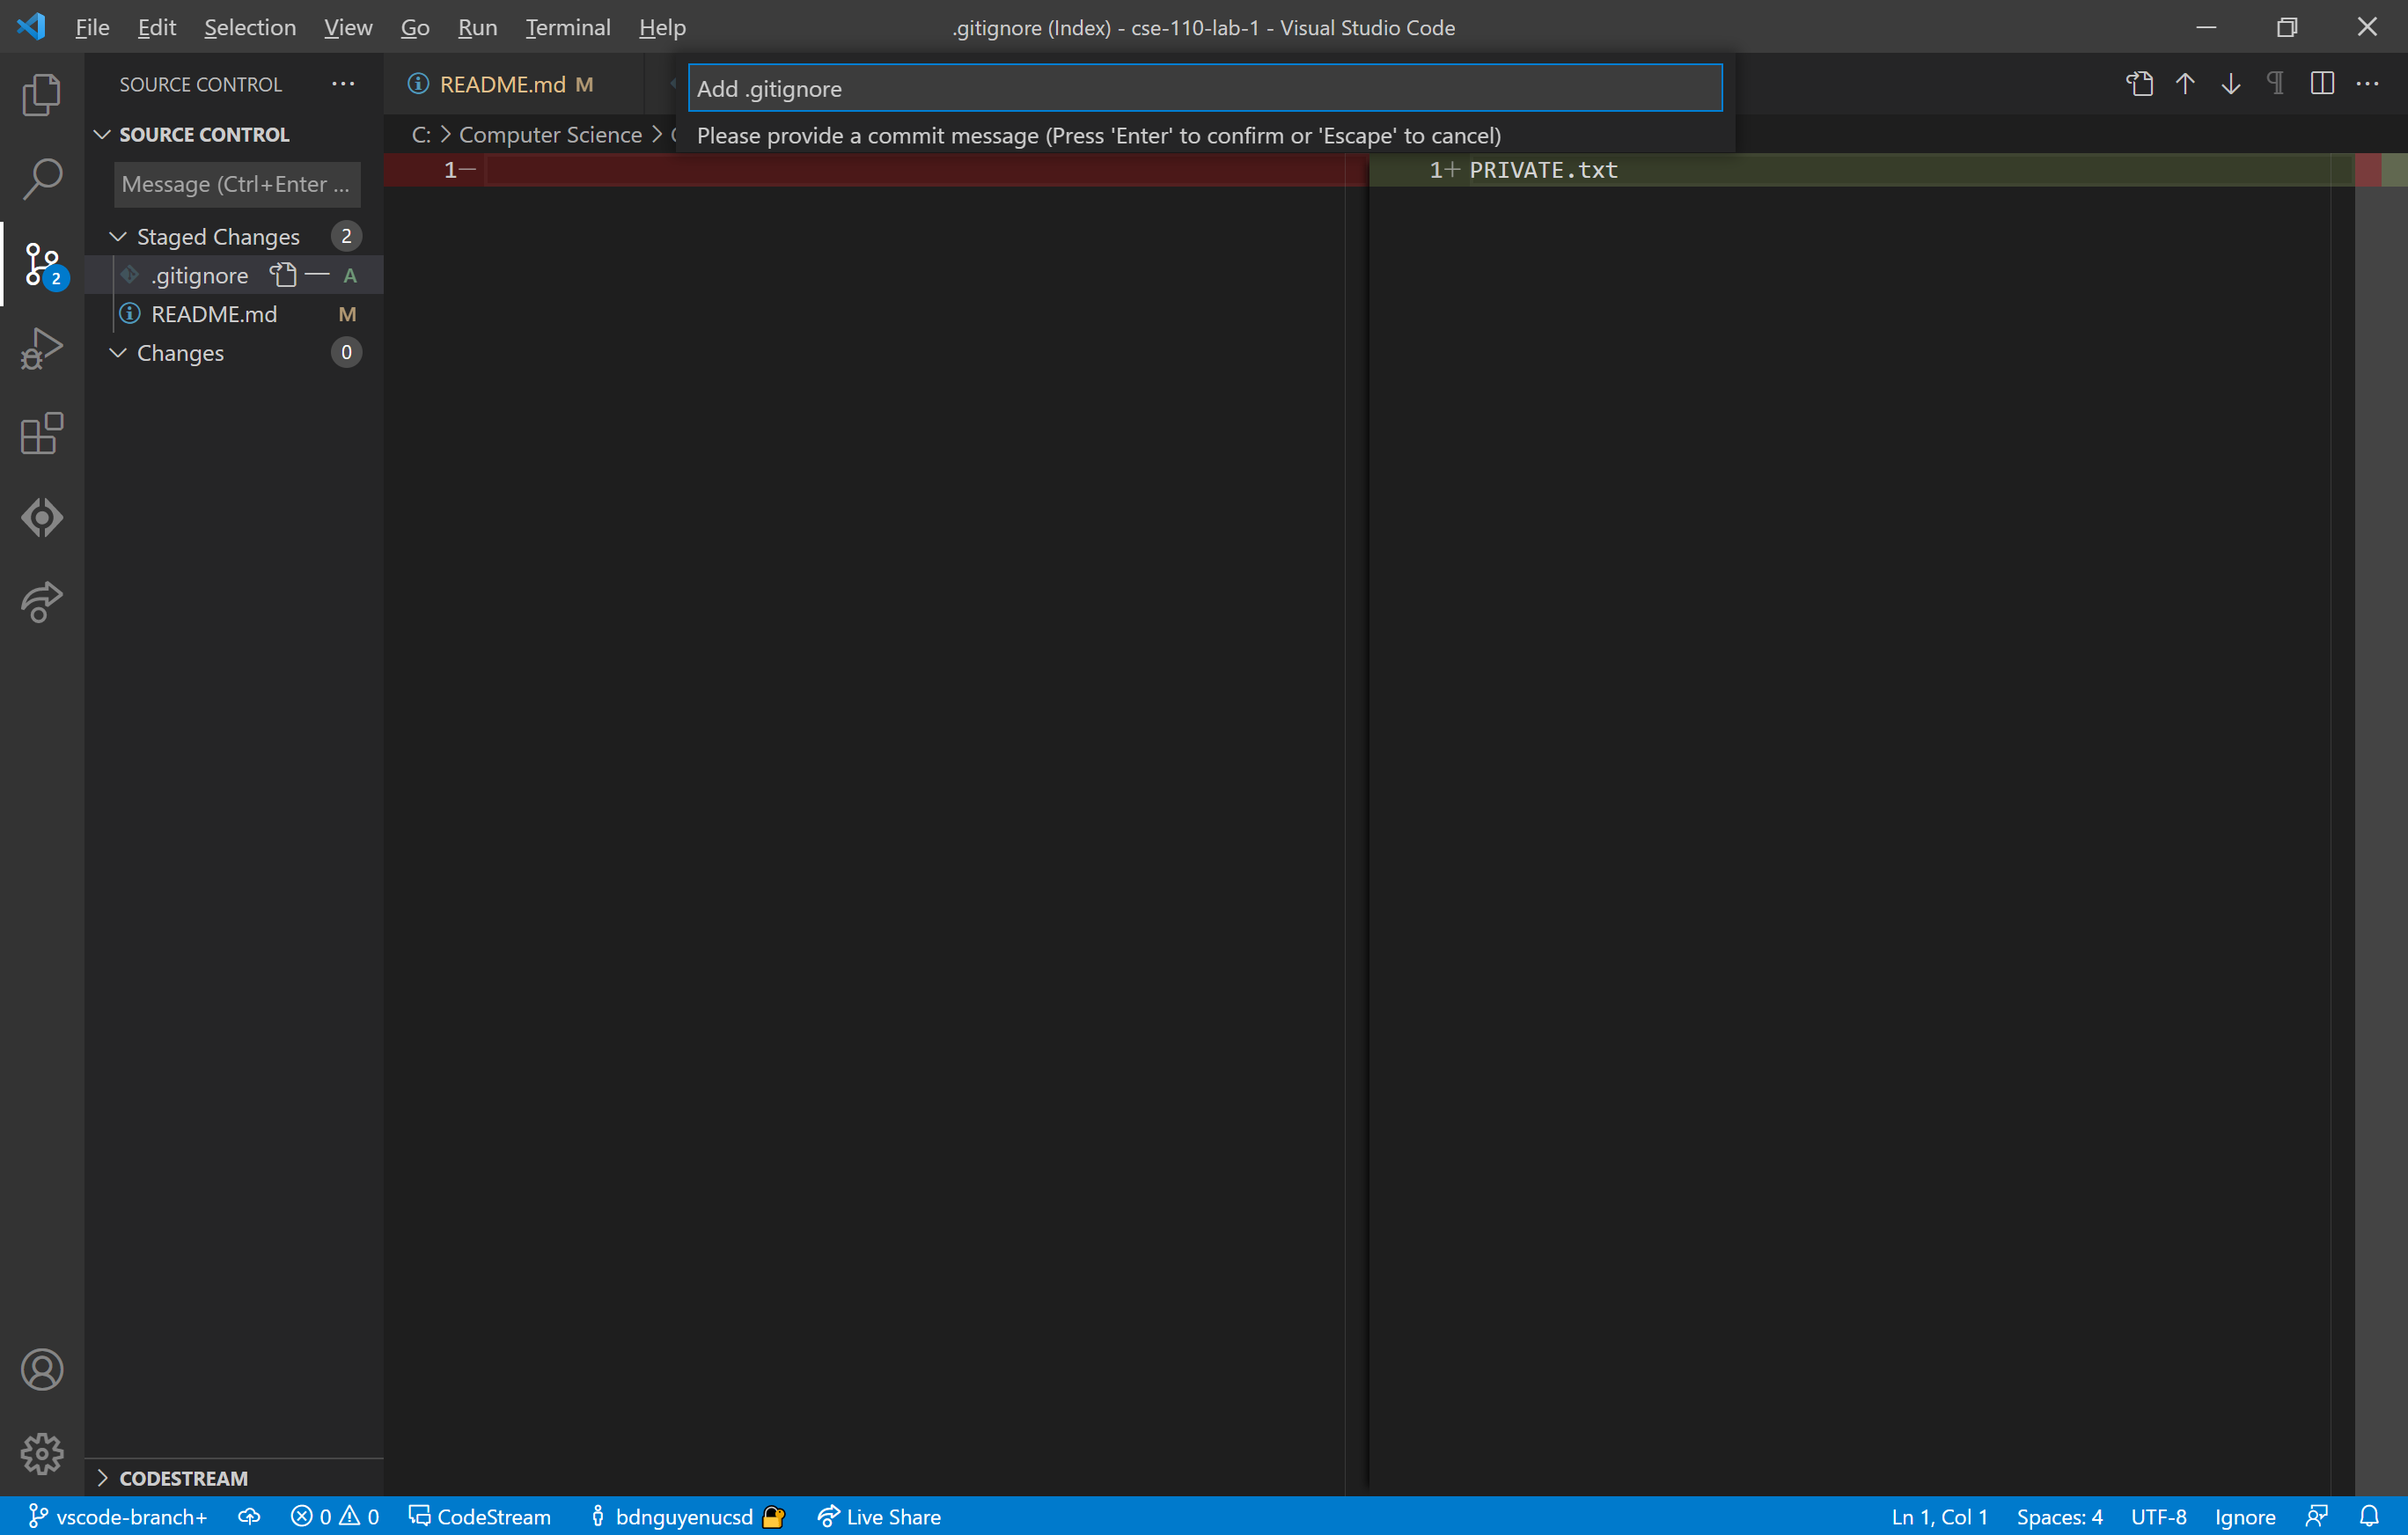 File Edit Selection View Go Run Terminal Help
.gitignore (Index) - cse-110-lab-1 - Visual Studio Code
SOURCE CONTROL ···
README.md M
Add .gitignore
Please provide a commit message (Press 'Enter' to confirm or 'Escape' to cancel)
SOURCE CONTROL
C: > Computer Science >
Message (Ctrl+Enter ...
1—
1+ PRIVATE.txt
Staged Changes 2
2
.gitignore A
README.md M
Changes 0
CODESTREAM
vscode-branch+ 0 0 CodeStream bdnguyenucsd Live Share
Ln 1, Col 1 Spaces: 4 UTF-8 Ignore